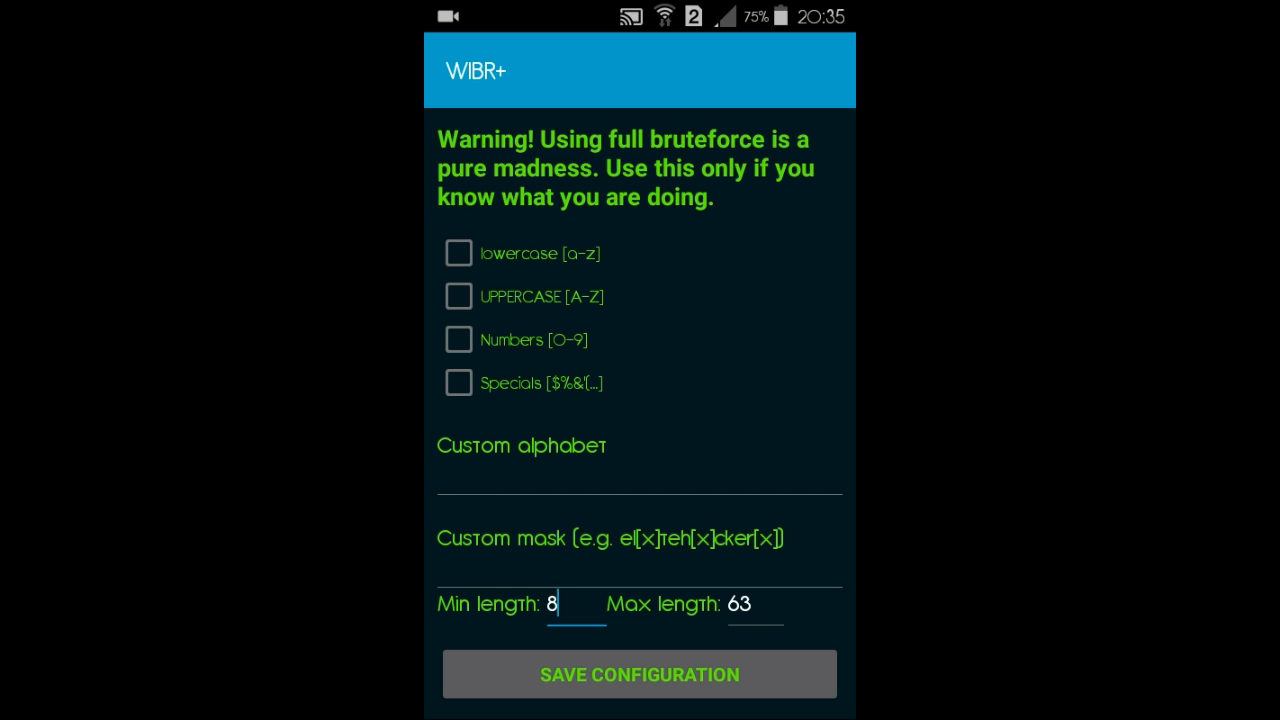 2 75% 20:35
WIBR+
Warning! Using full bruteforce is a
pure madness. Use this only if you
know what you are doing.
lowercase [a-z]
UPPERCASE [A-Z]
Numbers [0-9]
Specials [$%&'(...]
Custom alphabet
Custom mask (e.g. el[x]teh[x]cker[x])
Min length: 8 Max length: 63
SAVE CONFIGURATION